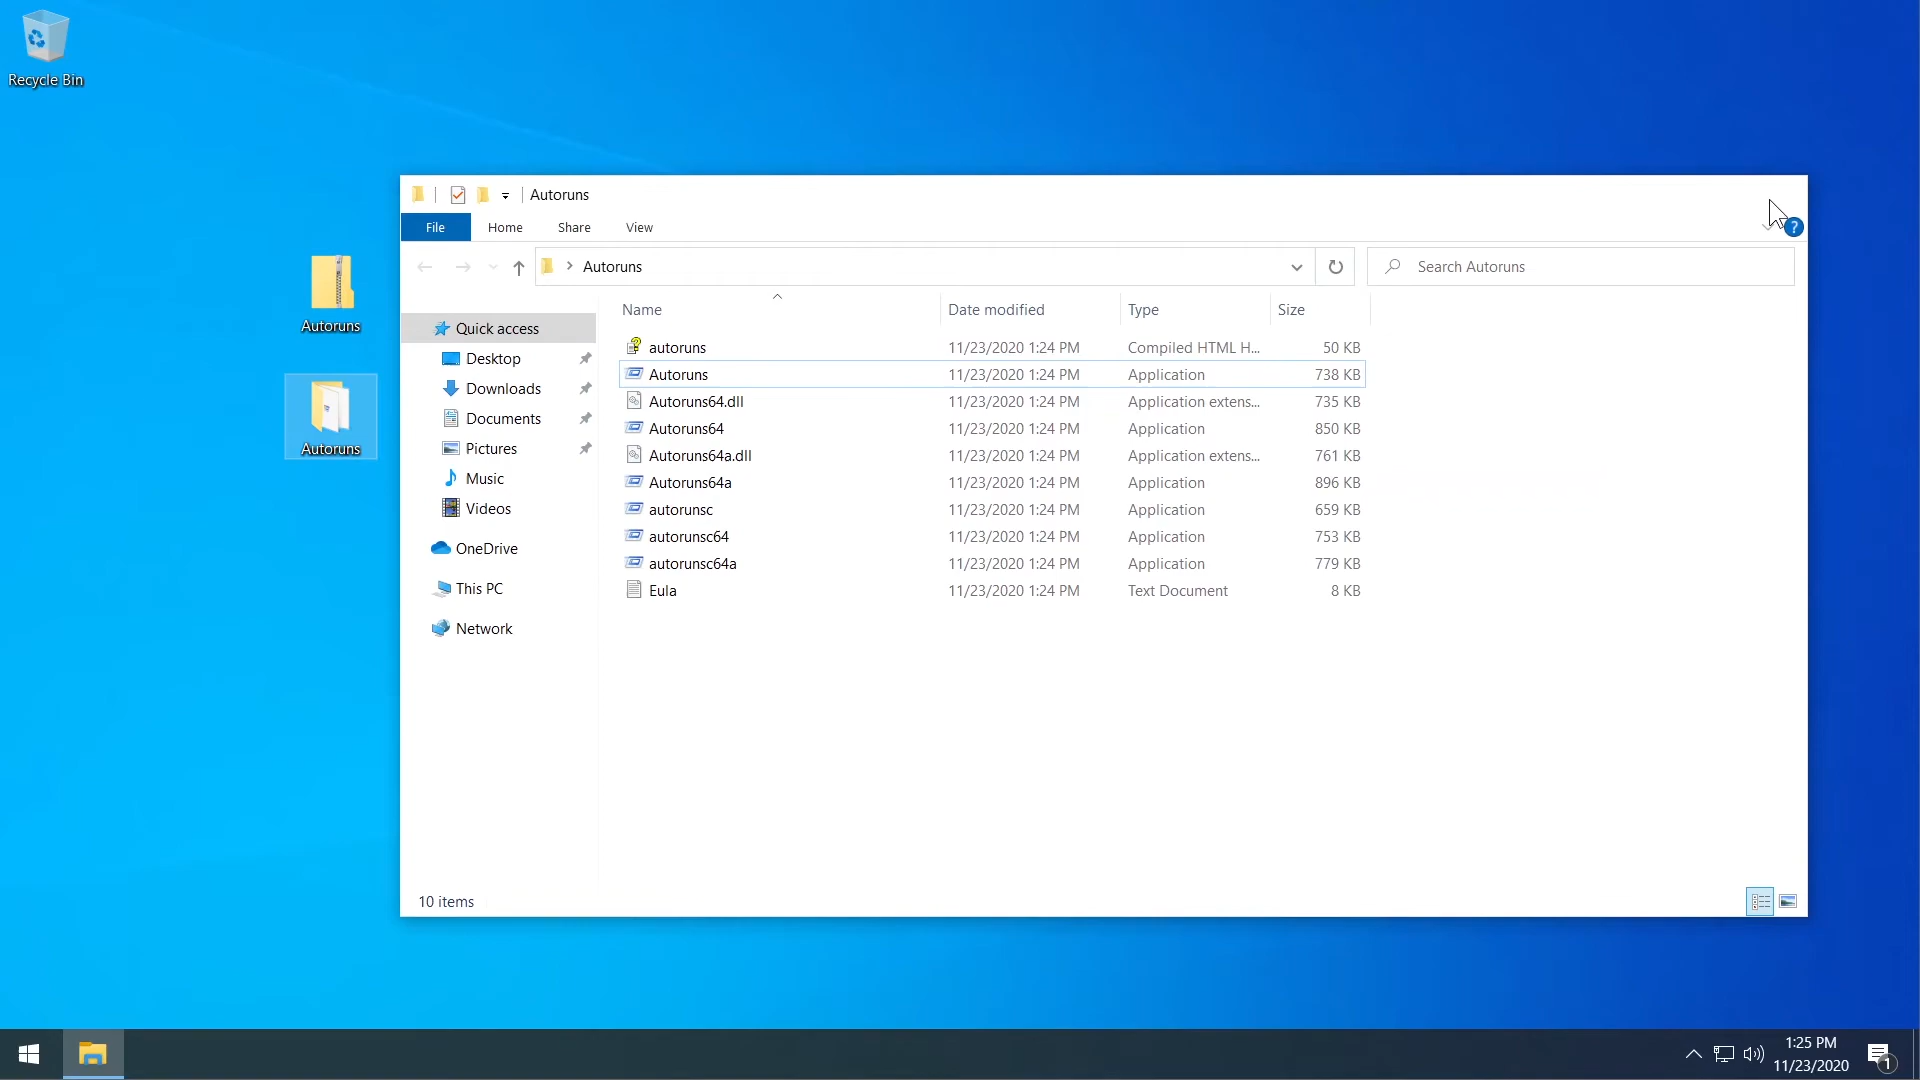 Recycle Bin
Autoruns
Autoruns
Autoruns
File Home Share View
?
Autoruns
Search Autoruns
Name Date modified Type Size
Quick access
Desktop
Downloads
Documents
Pictures
Music
Videos
OneDrive
This PC
Network
autoruns 11/23/2020 1:24 PM Compiled HTML H... 50 KB
Autoruns 11/23/2020 1:24 PM Application 738 KB
Autoruns64.dll 11/23/2020 1:24 PM Application extens... 735 KB
Autoruns64 11/23/2020 1:24 PM Application 850 KB
Autoruns64a.dll 11/23/2020 1:24 PM Application extens... 761 KB
Autoruns64a 11/23/2020 1:24 PM Application 896 KB
autorunsc 11/23/2020 1:24 PM Application 659 KB
autorunsc64 11/23/2020 1:24 PM Application 753 KB
autorunsc64a 11/23/2020 1:24 PM Application 779 KB
Eula 11/23/2020 1:24 PM Text Document 8 KB
10 items
1:25 PM
11/23/2020
1